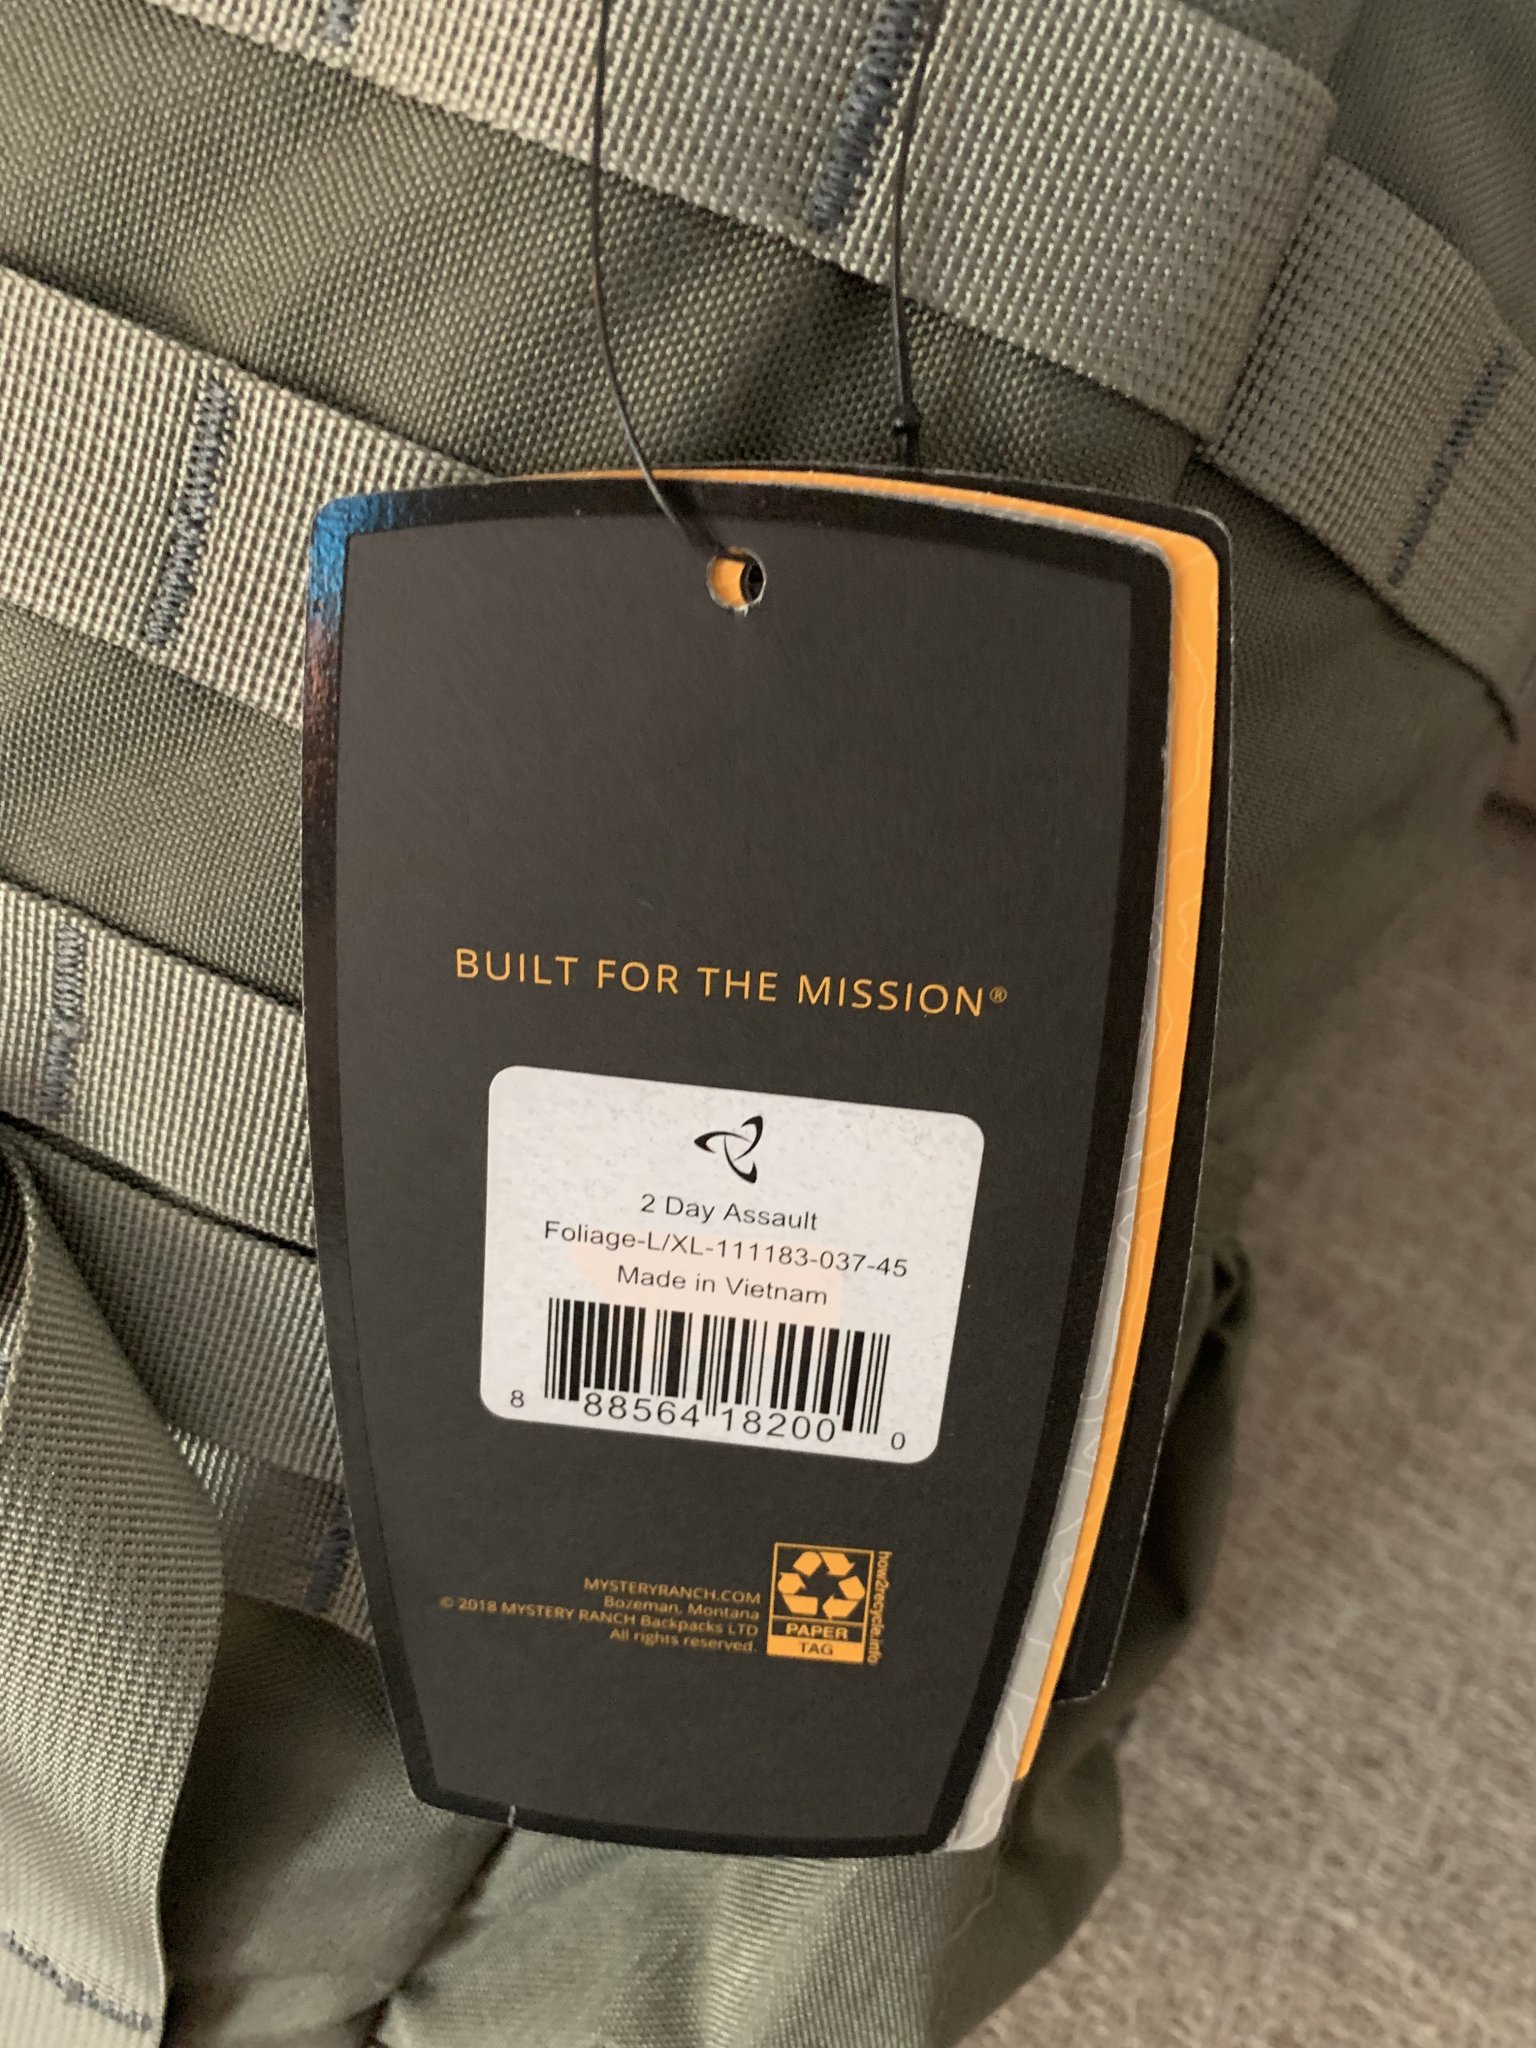 BUILT FOR THE MISSION®
2 Day Assault
Foliage-L/XL-111183-037-45
Made in Vietnam
8 88564 18200 0
MYSTERYRANCH.COM
Bozeman, Montana
© 2018 MYSTERY RANCH Backpacks LTD
All rights reserved.
PAPER
TAG
how2recycle.info